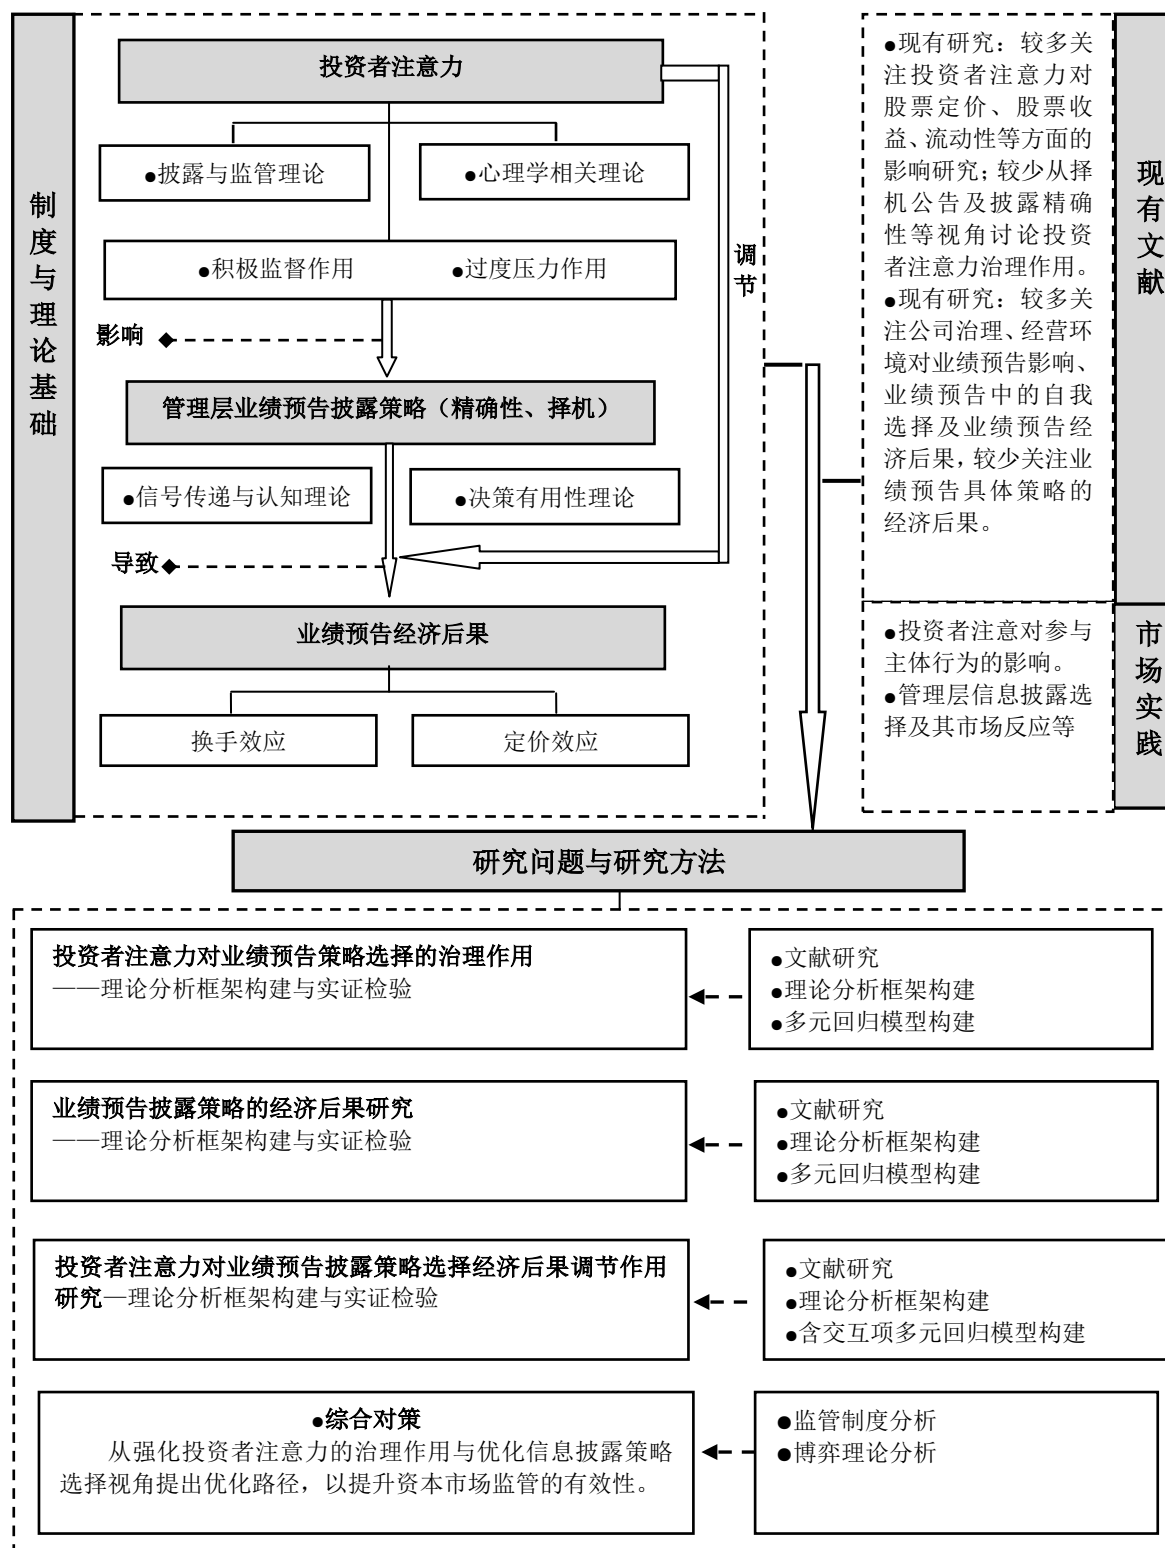 制度与理论基础
投资者注意力
●披露与监管理论
●心理学相关理论
●积极监督作用
●过度压力作用
调节
影响
管理层业绩预告披露策略（精确性、择机）
●信号传递与认知理论
●决策有用性理论
导致
业绩预告经济后果
换手效应
定价效应
●现有研究：较多关
注投资者注意力对
股票定价、股票收
益、流动性等方面的
影响研究；较少从择
机公告及披露精确
性等视角讨论投资
者注意力治理作用。
●现有研究：较多关
注公司治理、经营环
境对业绩预告影响、
业绩预告中的自我
选择及业绩预告经
济后果，较少关注业
绩预告具体策略的
经济后果。
现有文献
●投资者注意对参与
主体行为的影响。
●管理层信息披露选
择及其市场反应等
市场实践
研究问题与研究方法
投资者注意力对业绩预告策略选择的治理作用
——理论分析框架构建与实证检验
●文献研究
●理论分析框架构建
●多元回归模型构建
业绩预告披露策略的经济后果研究
——理论分析框架构建与实证检验
●文献研究
●理论分析框架构建
●多元回归模型构建
投资者注意力对业绩预告披露策略选择经济后果调节作用
研究—理论分析框架构建与实证检验
●文献研究
●理论分析框架构建
●含交互项多元回归模型构建
●综合对策
从强化投资者注意力的治理作用与优化信息披露策略
选择视角提出优化路径，以提升资本市场监管的有效性。
●监管制度分析
●博弈理论分析